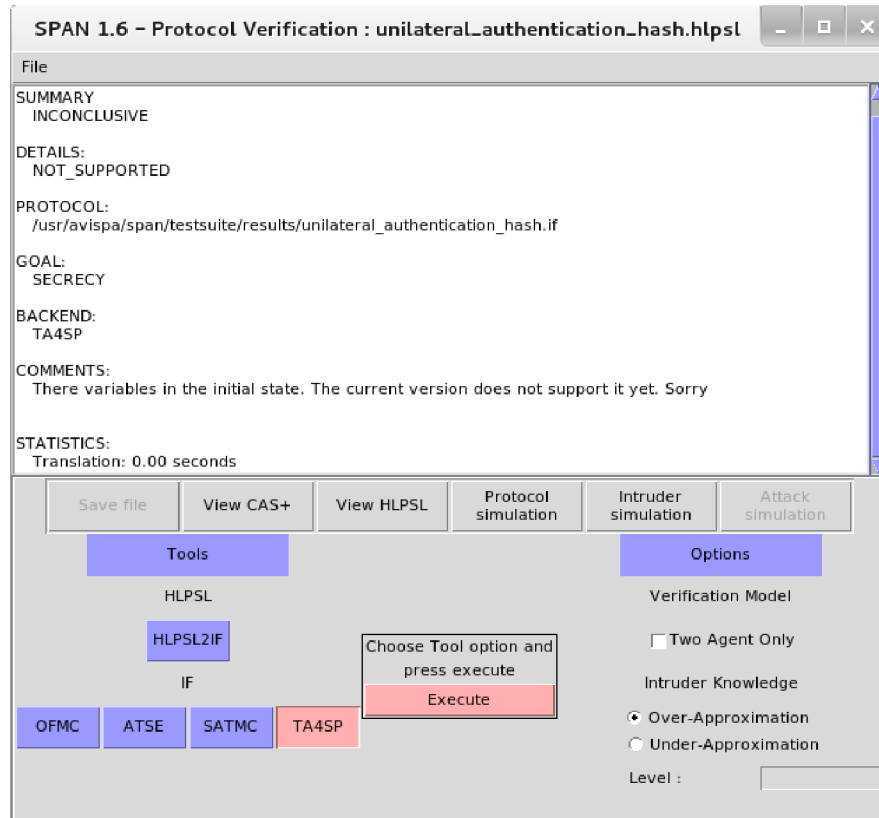 SPAN 1.6 - Protocol Verification : unilateral_authentication_hash.hlpsl
File
SUMMARY
INCONCLUSIVE
DETAILS:
NOT_SUPPORTED
PROTOCOL:
/usr/avispa/span/testsuite/results/unilateral_authentication_hash.if
GOAL:
SECRECY
BACKEND:
TA4SP
COMMENTS:
There variables in the initial state. The current version does not support it yet. Sorry
STATISTICS:
Translation: 0.00 seconds
Save file
View CAS+
View HLPSL
Protocol
simulation
Intruder
simulation
Attack
simulation
Tools
Options
HLPSL
Verification Model
HLPSL2IF
Two Agent Only
Choose Tool option and
press execute
Execute
IF
Intruder Knowledge
OFMC
ATSE
SATMC
TA4SP
Over-Approximation
Under-Approximation
Level :